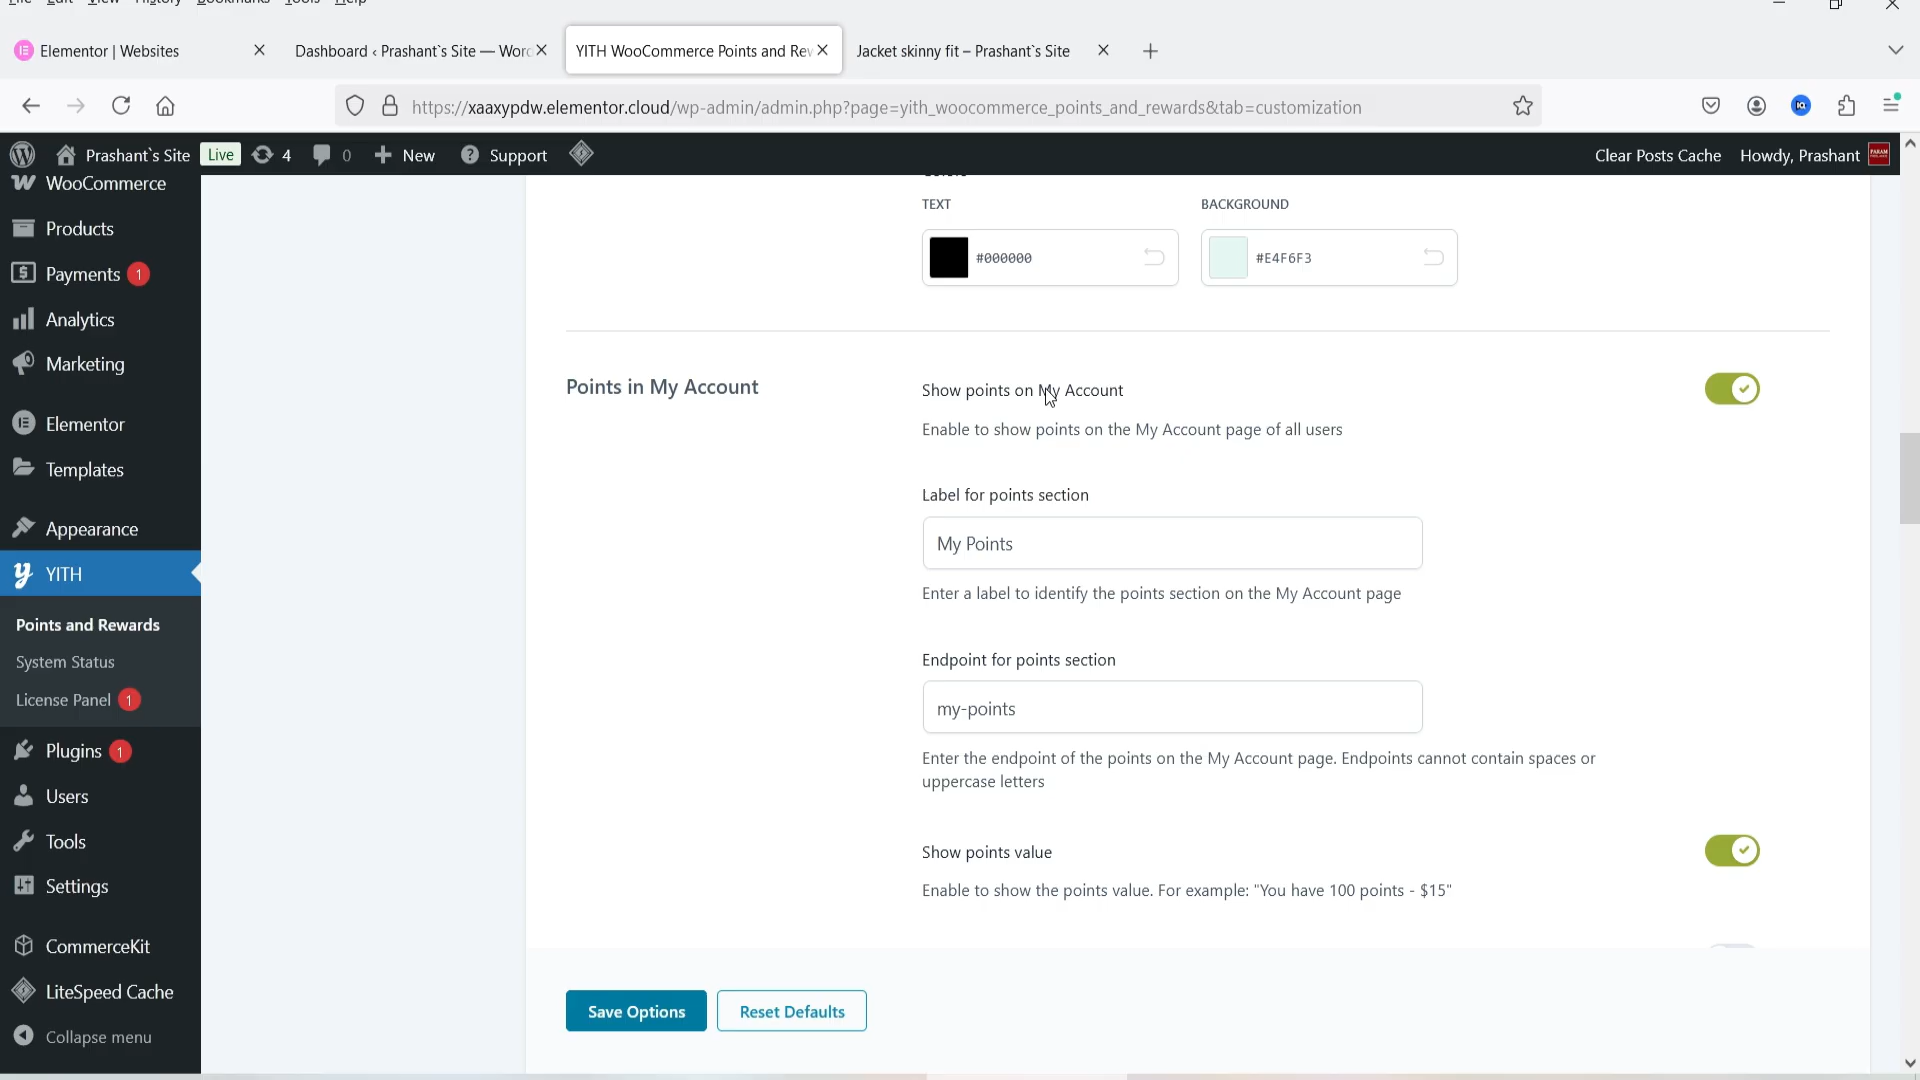 File Edit View History Bookmarks Tools Help
Elementor | Websites
Dashboard ‹ Prashant`s Site — Word
YITH WooCommerce Points and Rew
Jacket skinny fit – Prashant`s Site
https://xaaxypdw.elementor.cloud/wp-admin/admin.php?page=yith_woocommerce_points_and_rewards&tab=customization
Prashant`s Site Live 4 0 New Support Clear Posts Cache Howdy, Prashant
WooCommerce
Products
Payments 1
Analytics
Marketing
Elementor
Templates
Appearance
YITH
Points and Rewards
System Status
License Panel 1
Plugins 1
Users
Tools
Settings
CommerceKit
LiteSpeed Cache
Collapse menu
TEXT BACKGROUND
#000000 #E4F6F3
Points in My Account
Show points on My Account
Enable to show points on the My Account page of all users
Label for points section
My Points
Enter a label to identify the points section on the My Account page
Endpoint for points section
my-points
Enter the endpoint of the points on the My Account page. Endpoints cannot contain spaces or
uppercase letters
Show points value
Enable to show the points value. For example: "You have 100 points - $15"
Save Options Reset Defaults